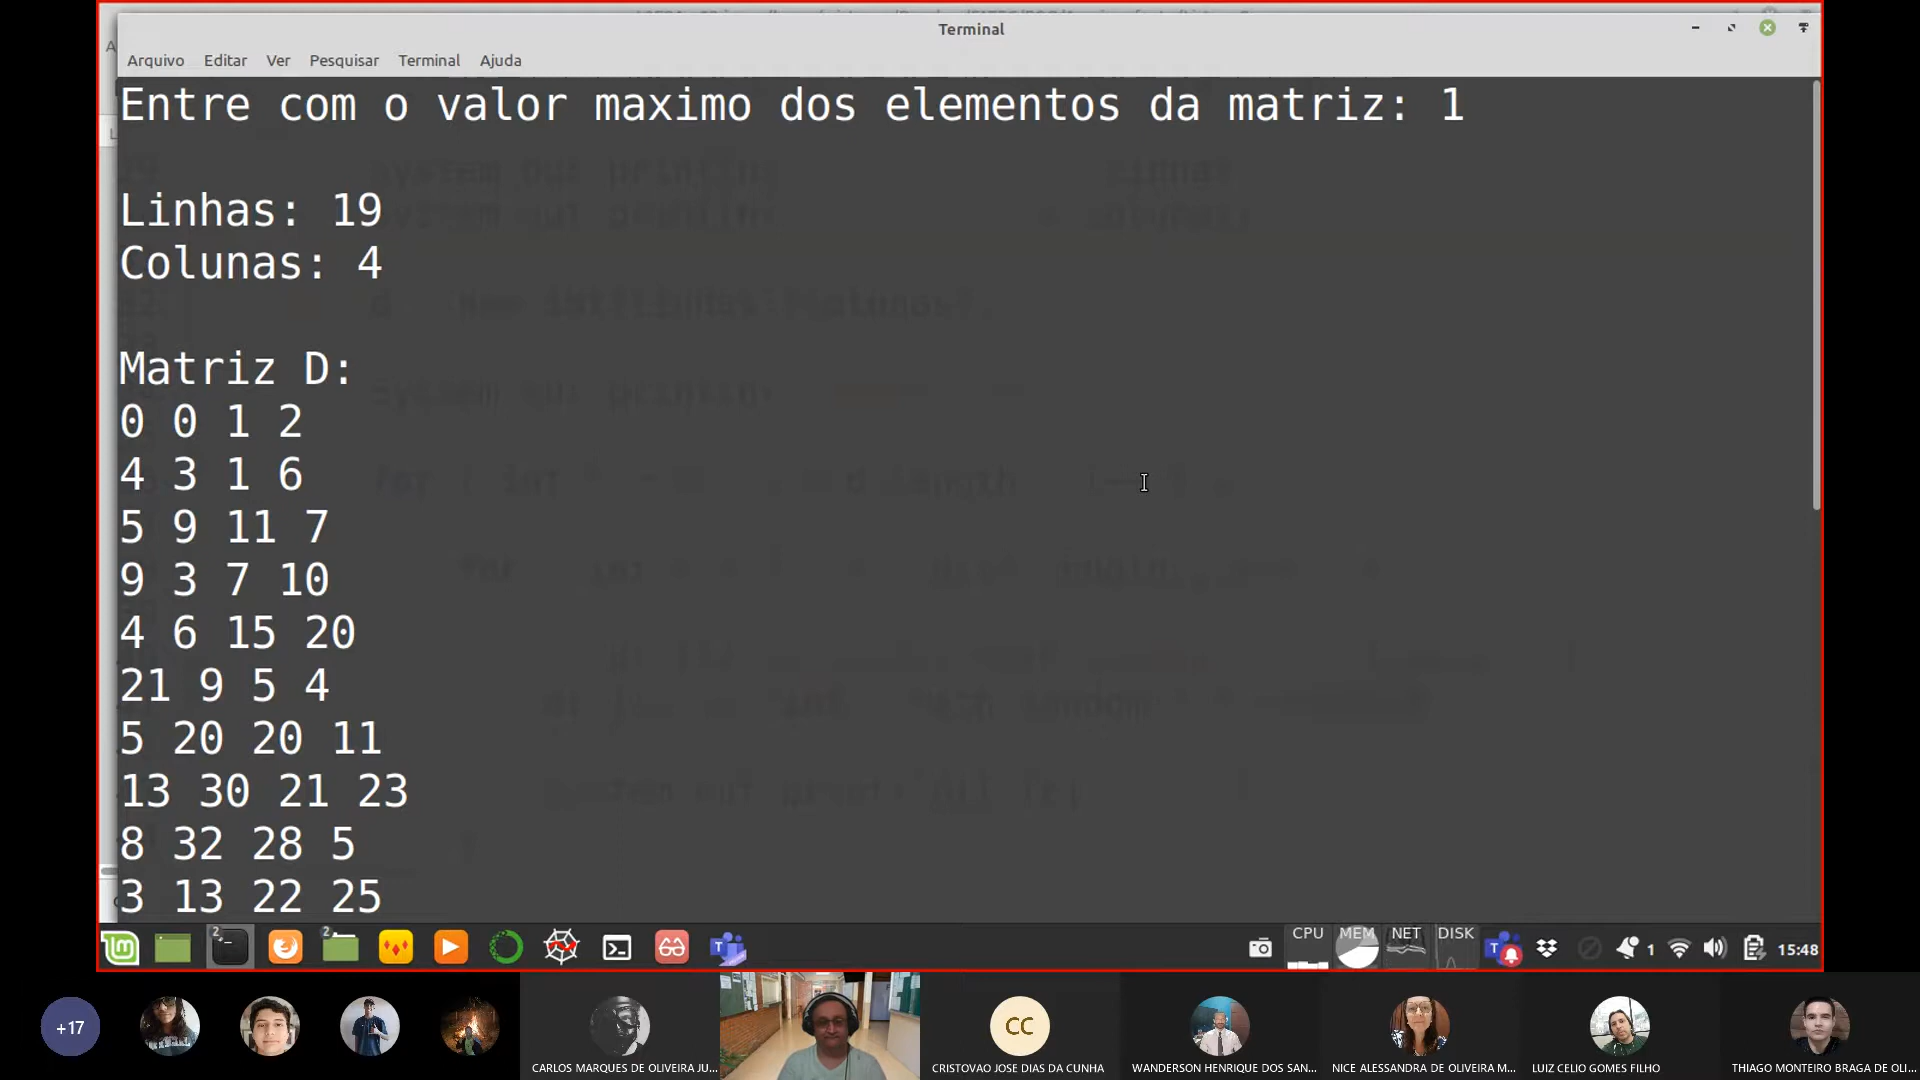 Terminal
Arquivo Editar Ver Pesquisar Terminal Ajuda
Entre com o valor maximo dos elementos da matriz: 1
Linhas: 19
Colunas: 4
Matriz D:
0 0 1 2
4 3 1 6
5 9 11 7
9 3 7 10
4 6 15 20
21 9 5 4
5 20 20 11
13 30 21 23
8 32 28 5
3 13 22 25
2 2 CPU MEM NET DISK 1 15:48
+17
CC
CARLOS MARQUES DE OLIVEIRA JU...
CRISTOVAO JOSE DIAS DA CUNHA
WANDERSON HENRIQUE DOS SAN...
NICE ALESSANDRA DE OLIVEIRA M...
LUIZ CELIO GOMES FILHO
THIAGO MONTEIRO BRAGA DE OLI...